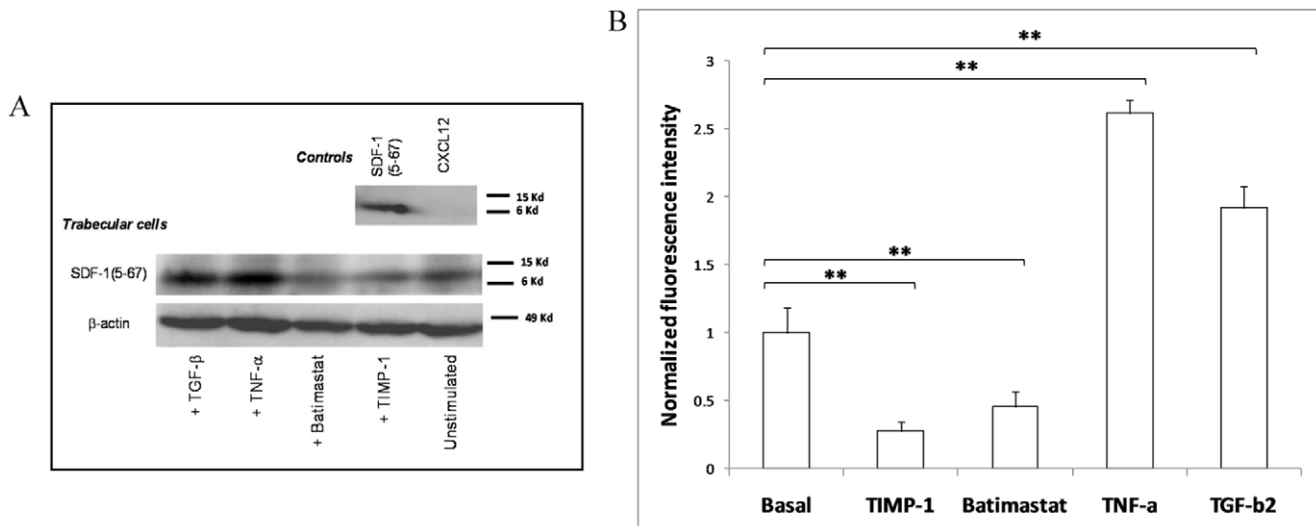 A
Controls
SDF-1
(5-67)
CXCL12
15 Kd
6 Kd
Trabecular cells
SDF-1(5-67)
15 Kd
6 Kd
β-actin
49 Kd
+ TGF-β
+ TNF-α
+ Batimastat
+ TIMP-1
Unstimulated
B
Normalized fluorescence intensity
3
2.5
2
1.5
1
0.5
0
**
**
**
**
Basal
TIMP-1
Batimastat
TNF-a
TGF-b2